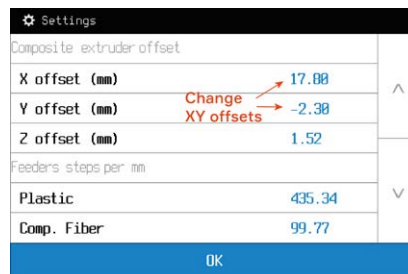 Settings
Composite extruder offset
X offset (mm) 17.80
Y offset (mm) -2.30
Change
XY offsets
Z offset (mm) 1.52
Feeders steps per mm
Plastic 435.34
Comp. Fiber 99.77
OK